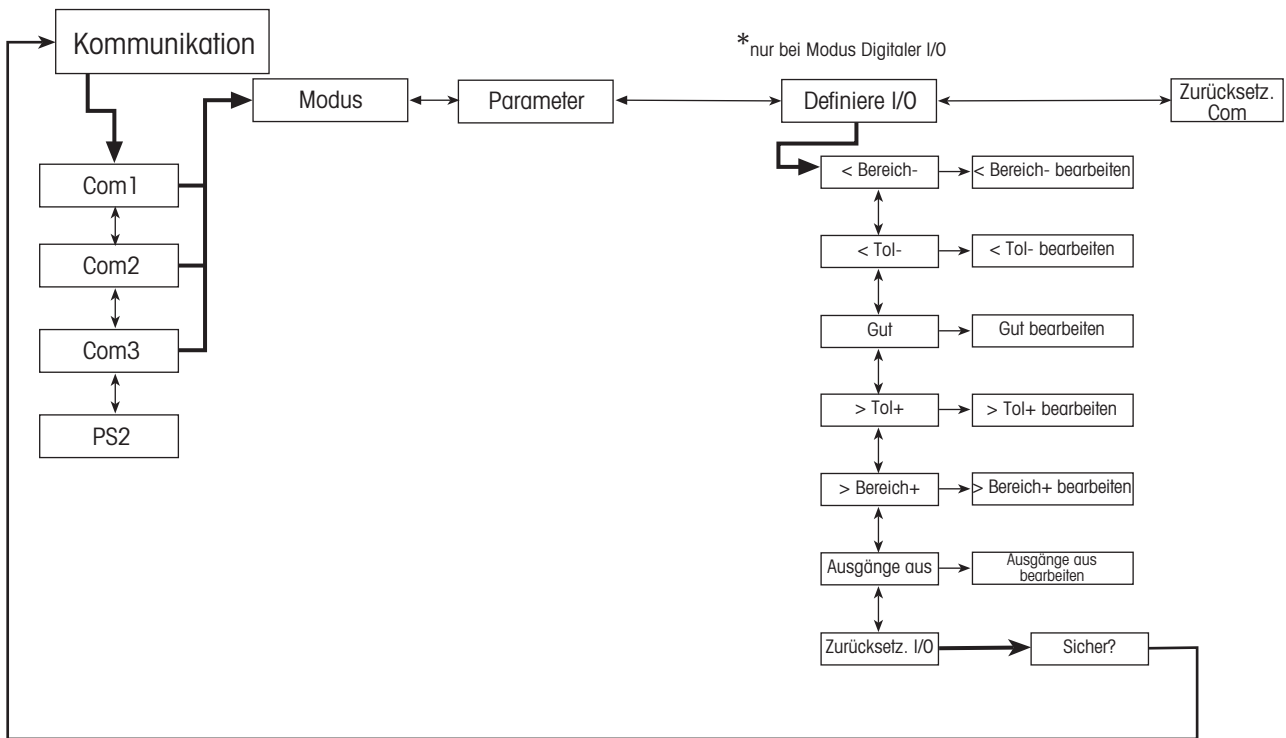 Kommunikation
*nur bei Modus Digitaler I/O
Modus
Parameter
Definiere I/O
Zurücksetz.
Com
Com1
Com2
Com3
PS2
< Bereich-
< Bereich- bearbeiten
< Tol-
< Tol- bearbeiten
Gut
Gut bearbeiten
> Tol+
> Tol+ bearbeiten
> Bereich+
> Bereich+ bearbeiten
Ausgänge aus
Ausgänge aus
bearbeiten
Zurücksetz. I/O
Sicher?